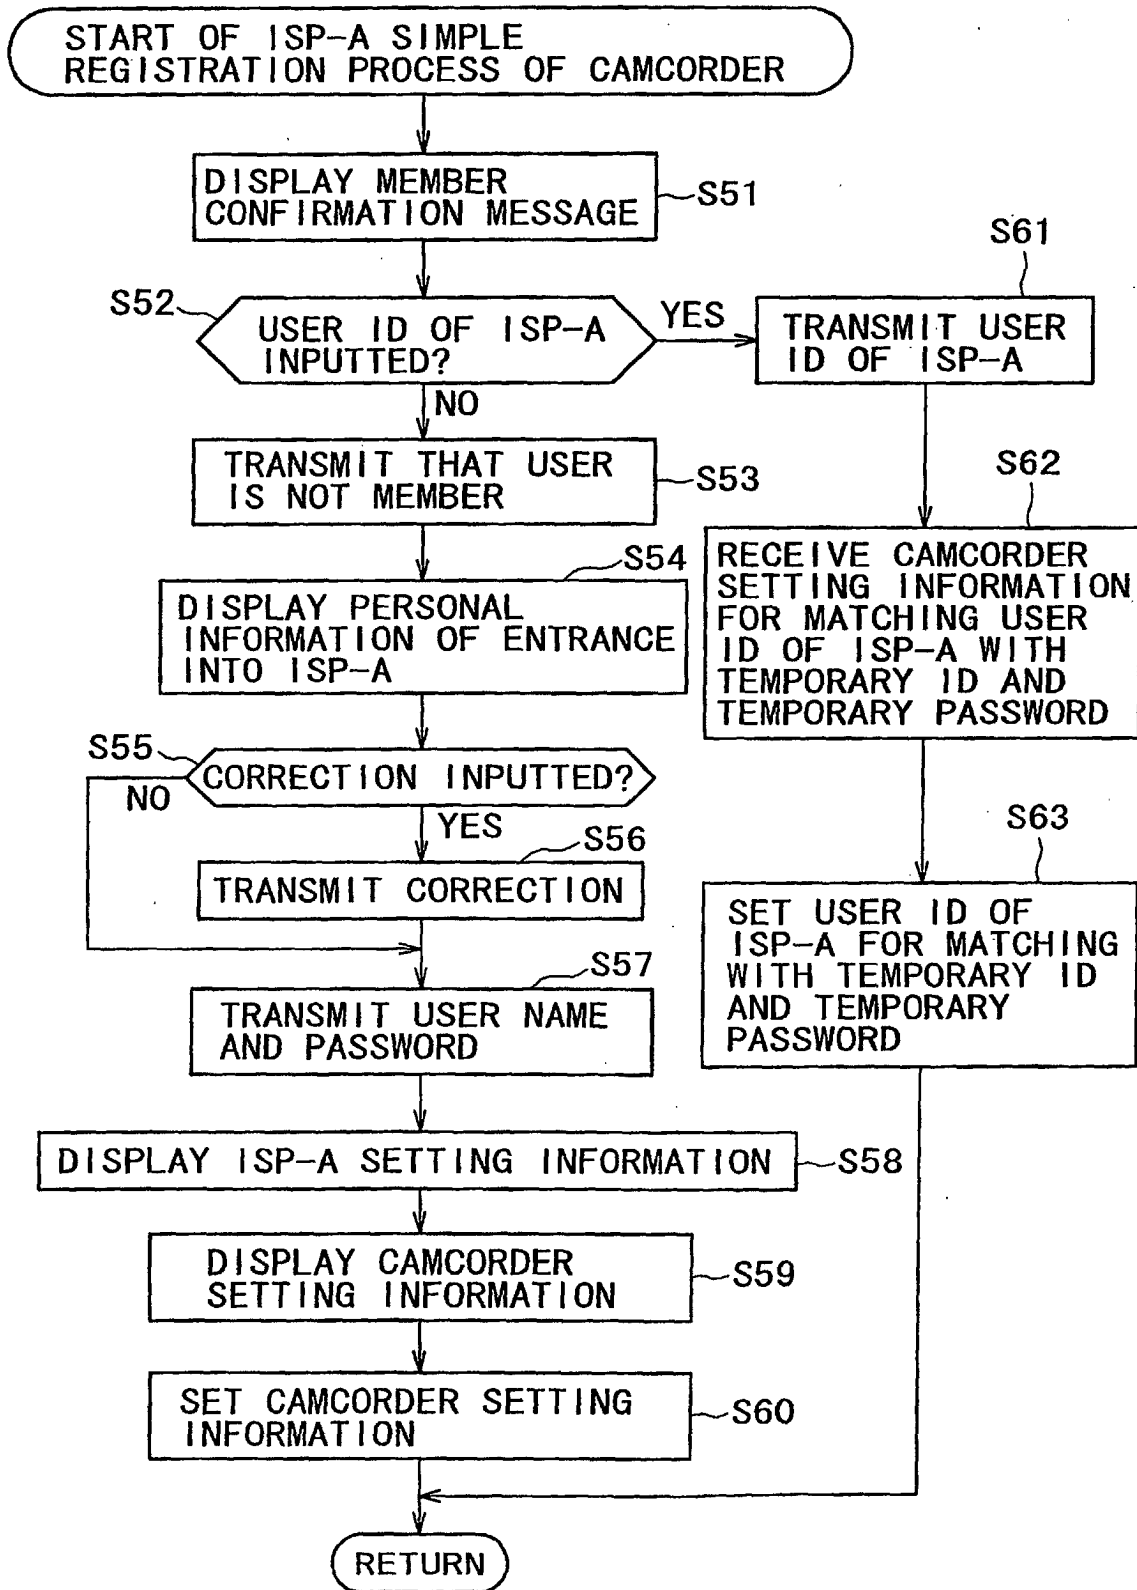 START OF ISP-A SIMPLE
REGISTRATION PROCESS OF CAMCORDER
DISPLAY MEMBER
CONFIRMATION MESSAGE
S51
S52
USER ID OF ISP-A
INPUTTED?
YES
NO
S61
TRANSMIT USER
ID OF ISP-A
TRANSMIT THAT USER
IS NOT MEMBER
S53
S62
RECEIVE CAMCORDER
SETTING INFORMATION
FOR MATCHING USER
ID OF ISP-A WITH
TEMPORARY ID AND
TEMPORARY PASSWORD
S54
DISPLAY PERSONAL
INFORMATION OF ENTRANCE
INTO ISP-A
S55
CORRECTION INPUTTED?
NO
YES
S56
TRANSMIT CORRECTION
S63
SET USER ID OF
ISP-A FOR MATCHING
WITH TEMPORARY ID
AND TEMPORARY
PASSWORD
S57
TRANSMIT USER NAME
AND PASSWORD
DISPLAY ISP-A SETTING INFORMATION
S58
DISPLAY CAMCORDER
SETTING INFORMATION
S59
SET CAMCORDER SETTING
INFORMATION
S60
RETURN